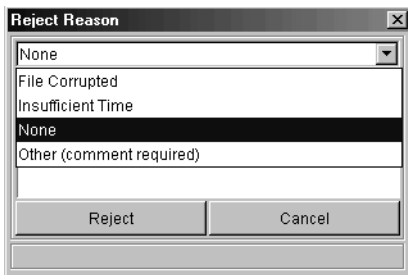 Reject Reason
None
File Corrupted
Insufficient Time
None
Other (comment required)
Reject Cancel